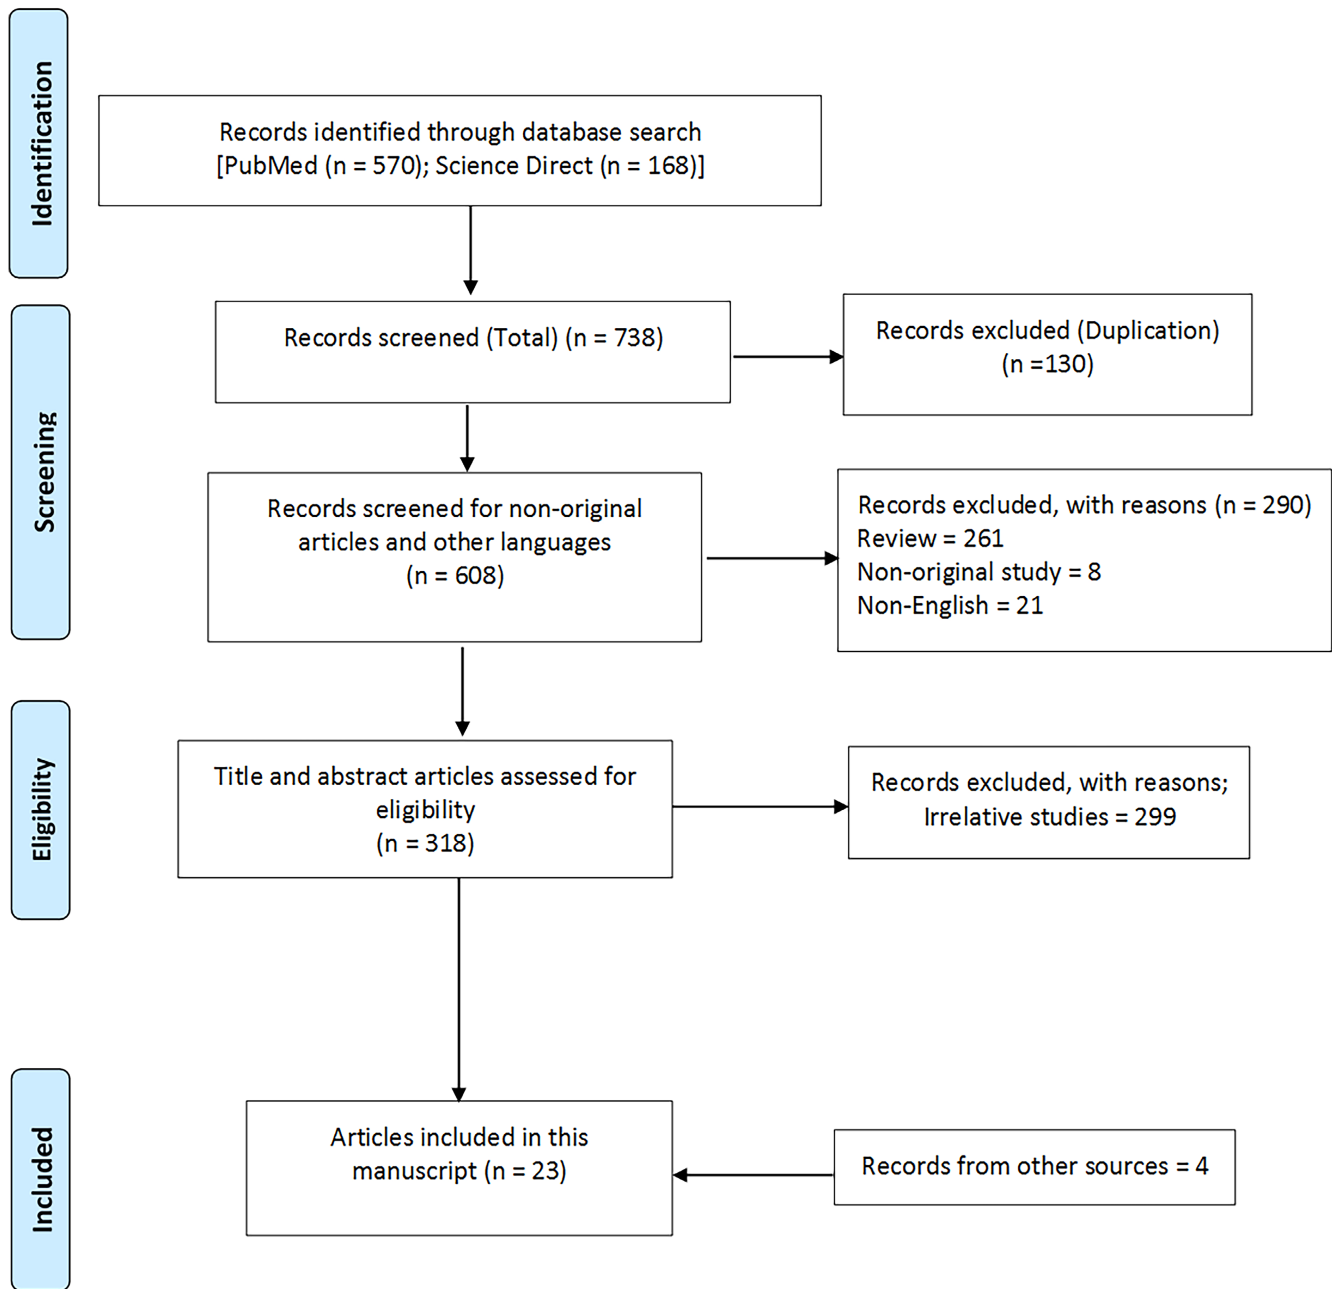 Identification
Records identified through database search
[PubMed (n = 570); Science Direct (n = 168)]
Screening
Records screened (Total) (n = 738)
Records excluded (Duplication)
(n =130)
Records screened for non-original
articles and other languages
(n = 608)
Records excluded, with reasons (n = 290)
Review = 261
Non-original study = 8
Non-English = 21
Eligibility
Title and abstract articles assessed for
eligibility
(n = 318)
Records excluded, with reasons;
Irrelative studies = 299
Included
Articles included in this
manuscript (n = 23)
Records from other sources = 4